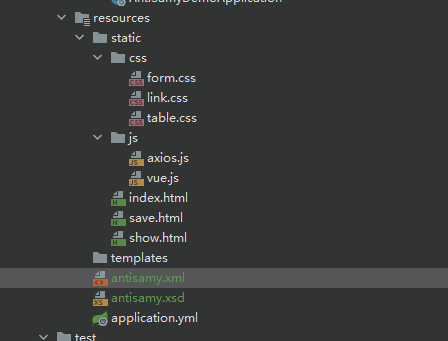 AntisamyDemoApplication
resources
static
css
form.css
link.css
table.css
js
axios.js
vue.js
index.html
save.html
show.html
templates
antisamy.xml
antisamy.xsd
application.yml
test